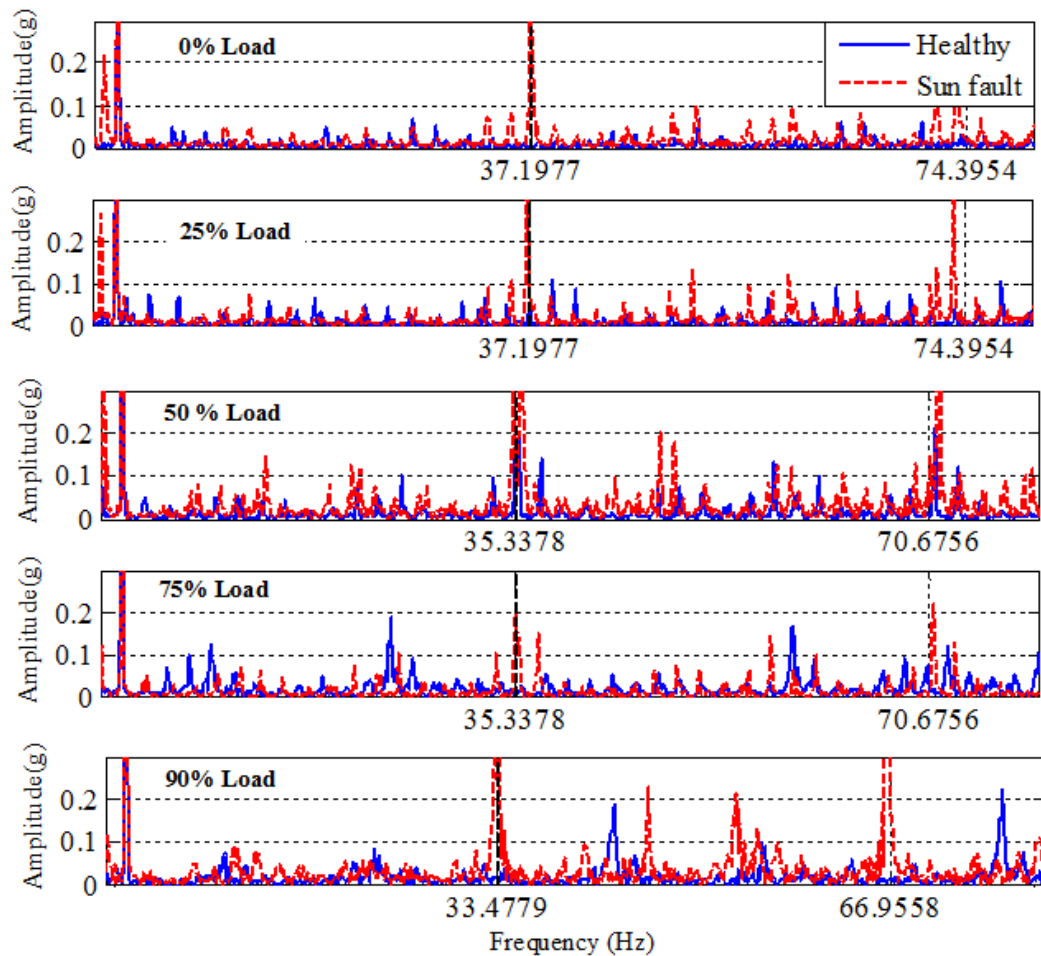 Amplitude(g)
0.2
0.1
0
0% Load
Healthy
Sun fault
37.1977
74.3954
Amplitude(g)
0.2
0.1
0
25% Load
37.1977
74.3954
Amplitude(g)
0.2
0.1
0
50 % Load
35.3378
70.6756
Amplitude(g)
0.2
0.1
0
75% Load
35.3378
70.6756
Amplitude(g)
0.2
0.1
0
90% Load
33.4779
66.9558
Frequency (Hz)